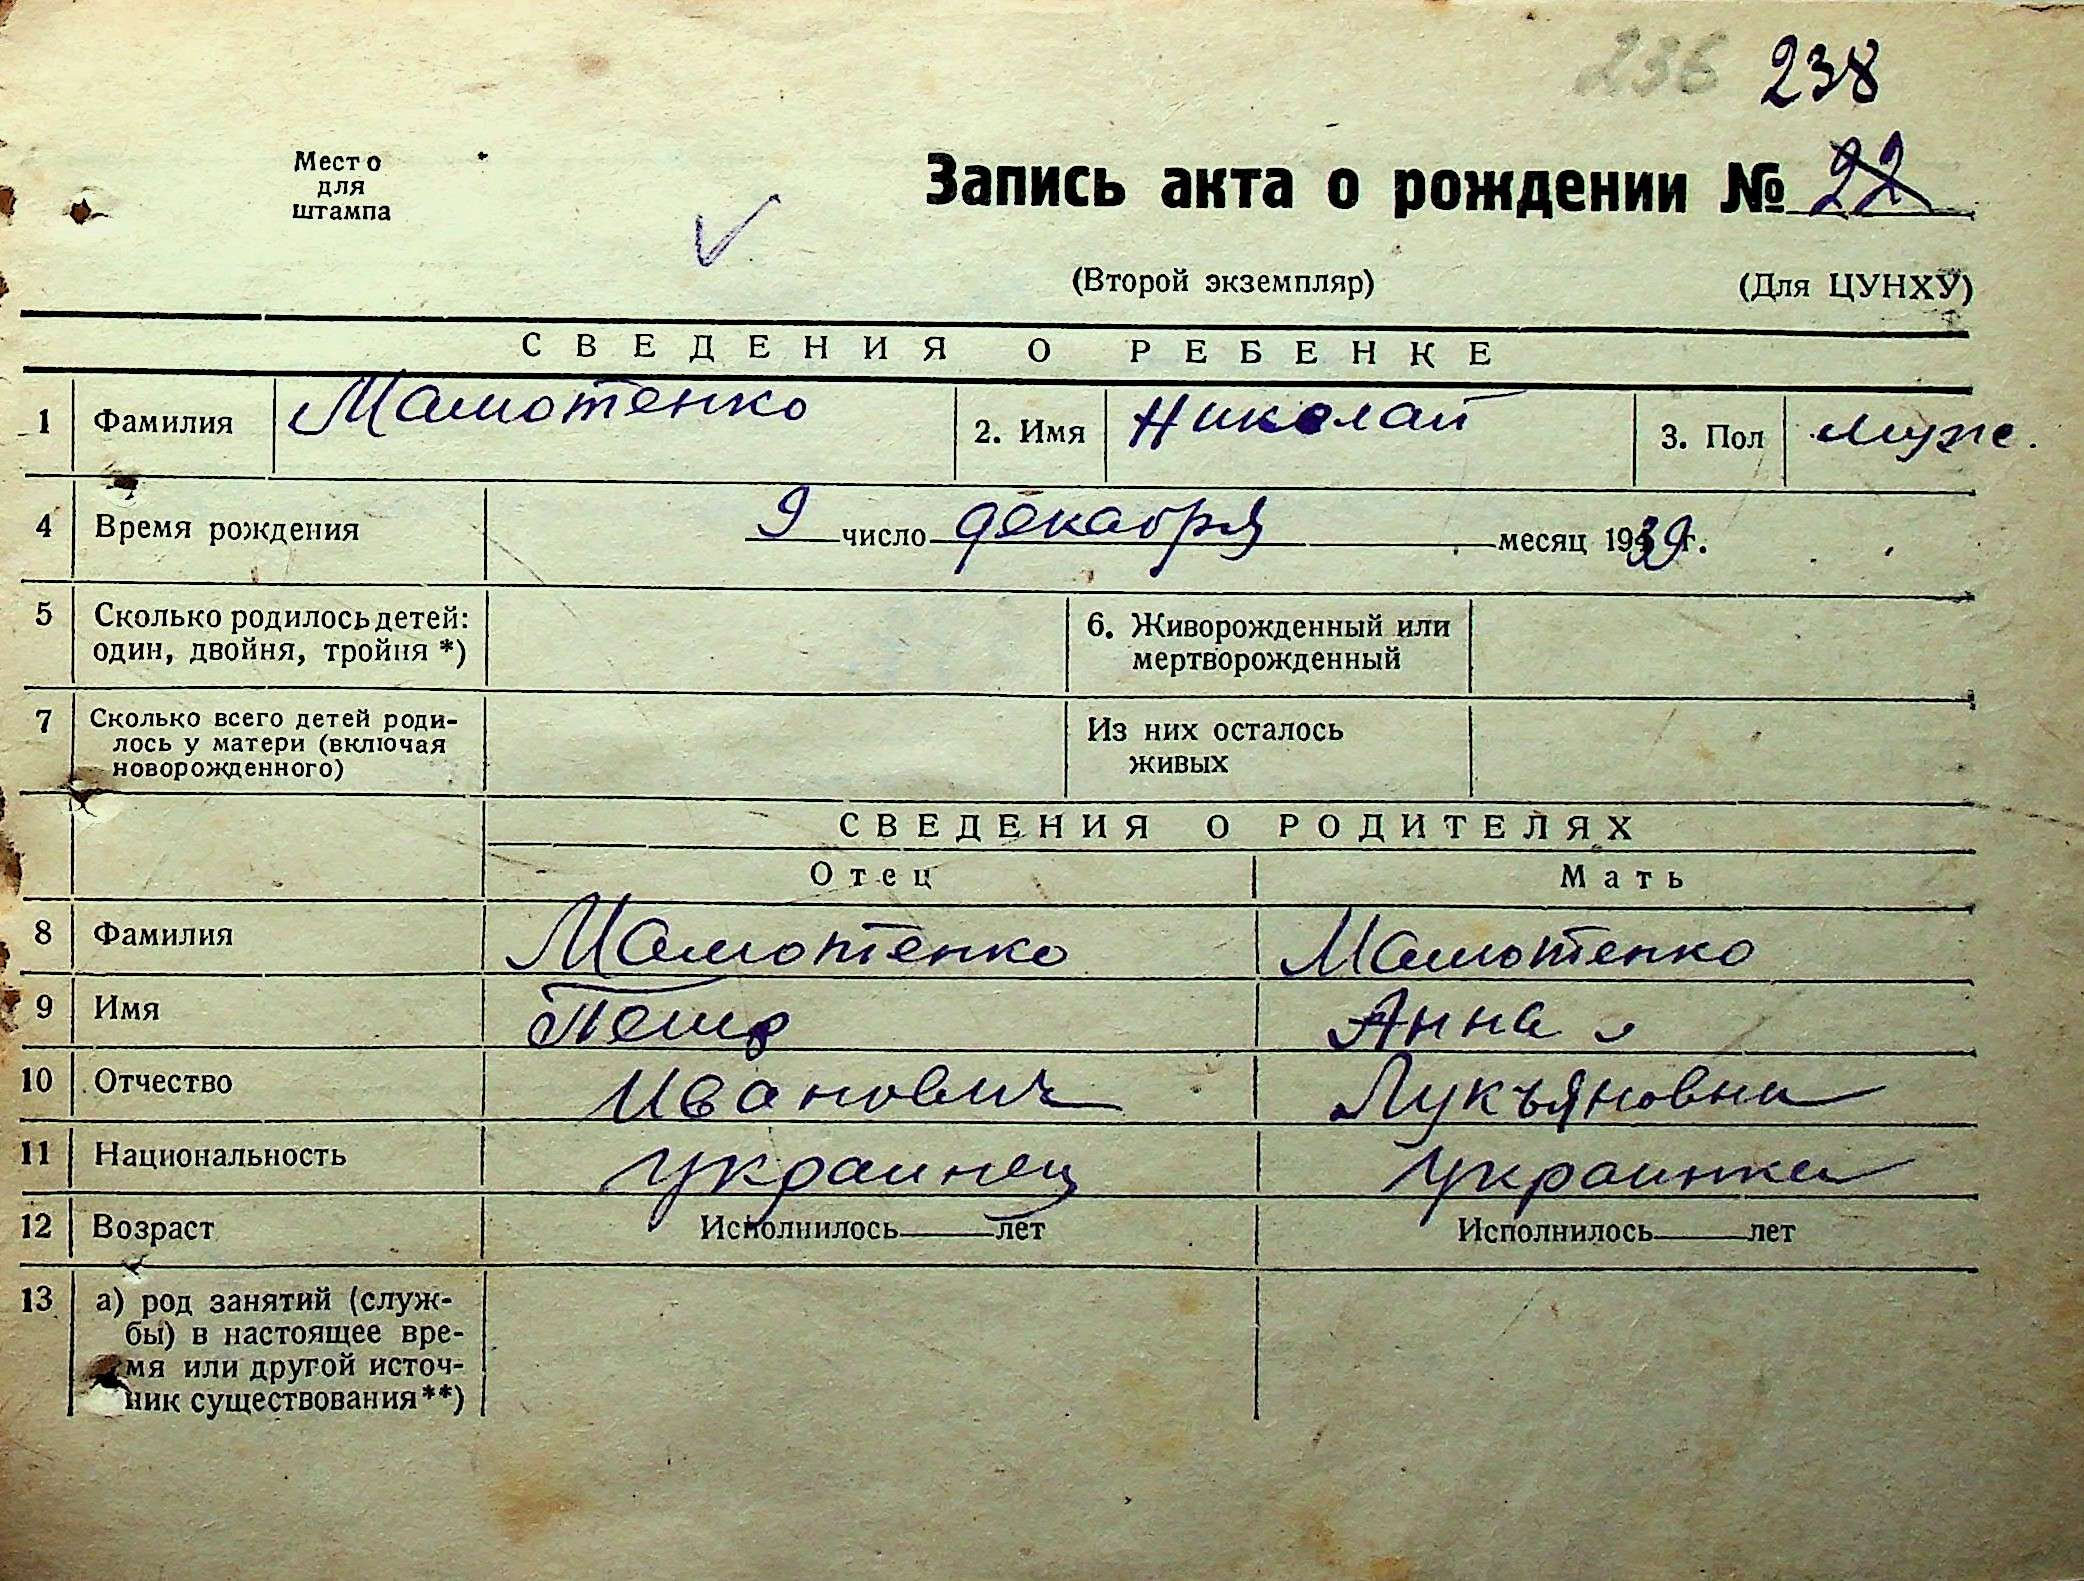 236 238
Место
для
штампа
Запись акта о рождении № 22
(Второй экземпляр) (Для ЦУНХУ)
СВЕДЕНИЯ О РЕБЕНКЕ
1 Фамилия Мамотенко 2. Имя Николай 3. Пол муж.
4 Время рождения 9 число декабря месяц 1939 г.
5 Сколько родилось детей: 6. Живорожденный или
один, двойня, тройня *) мертворожденный
7 Сколько всего детей роди- Из них осталось
лось у матери (включая живых
новорожденного)
СВЕДЕНИЯ О РОДИТЕЛЯХ
Отец Мать
8 Фамилия Мамотенко Мамотенко
9 Имя Петр Анна
10 Отчество Иванович Лукъяновна
11 Национальность украинец украинка
12 Возраст Исполнилось лет Исполнилось лет
13 а) род занятий (служ-
бы) в настоящее вре-
мя или другой источ-
ник существования**)